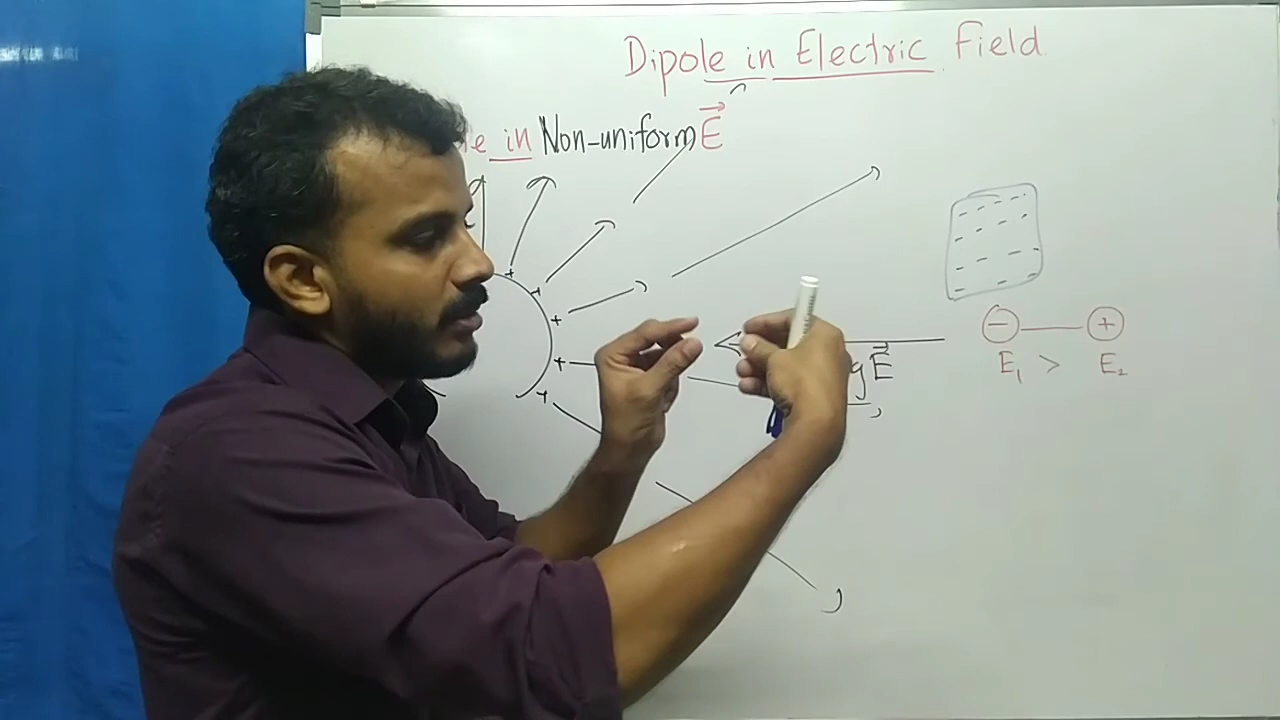 Dipole in Electric Field
in Non-uniform E
+
+
+
+
+
- +
E
E₁ > E₂